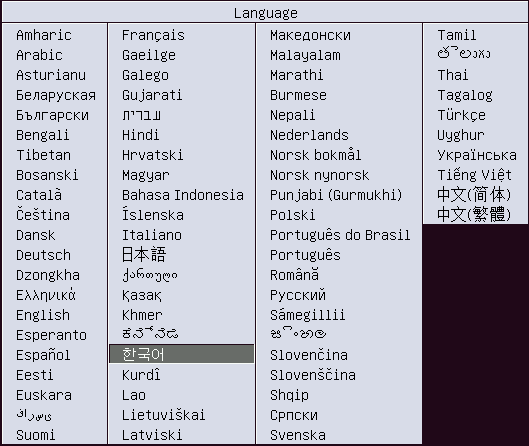 Language
Amharic
Arabic
Asturianu
Беларуская
Български
Bengali
Tibetan
Bosanski
Català
Čeština
Dansk
Deutsch
Dzongkha
Ελληνικά
English
Esperanto
Español
Eesti
Euskara
فارسی
Suomi
Français
Gaeilge
Galego
Gujarati
עברית
Hindi
Hrvatski
Magyar
Bahasa Indonesia
Íslenska
Italiano
日本語
ქართული
Қазақ
Khmer
ಕನ್ನಡ
한국어
Kurdî
Lao
Lietuviškai
Latviski
Македонски
Malayalam
Marathi
Burmese
Nepali
Nederlands
Norsk bokmål
Norsk nynorsk
Punjabi (Gurmukhi)
Polski
Português do Brasil
Português
Română
Русский
Sámegillii
සිංහල
Slovenčina
Slovenščina
Shqip
Српски
Svenska
Tamil
తెలుగు
Thai
Tagalog
Türkçe
Uyghur
Українська
Tiếng Việt
中文(简体)
中文(繁體)